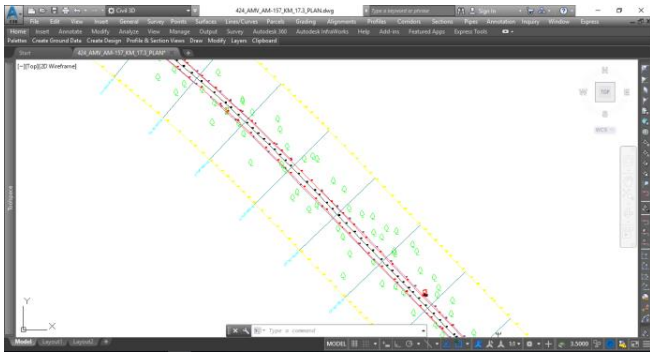 Civil 3D 424_AMV_AM-137_KM_17.3_PLAN.dwg Type a keyword or phrase Sign In
File Edit View Insert General Survey Points Surfaces Lines/Curves Parcels Grading Alignments Profiles Corridors Sections Pipes Annotation Inquiry Window Express
Home Insert Annotate Modify Analyze View Manage Output Survey Autodesk 360 Autodesk InfraWorks Help Add-ins Featured Apps Express Tools
Palettes Create Ground Data Create Design Profile & Section Views Draw Modify Layers Clipboard
Start 424_AMV_AM-137_KM_17.3_PLAN*
[-][Top][2D Wireframe]
N
W TOP E
S
WCS
Toolspace
Y
X
Type a command
Model Layout1 Layout2 + MODEL 1:1 3.5000